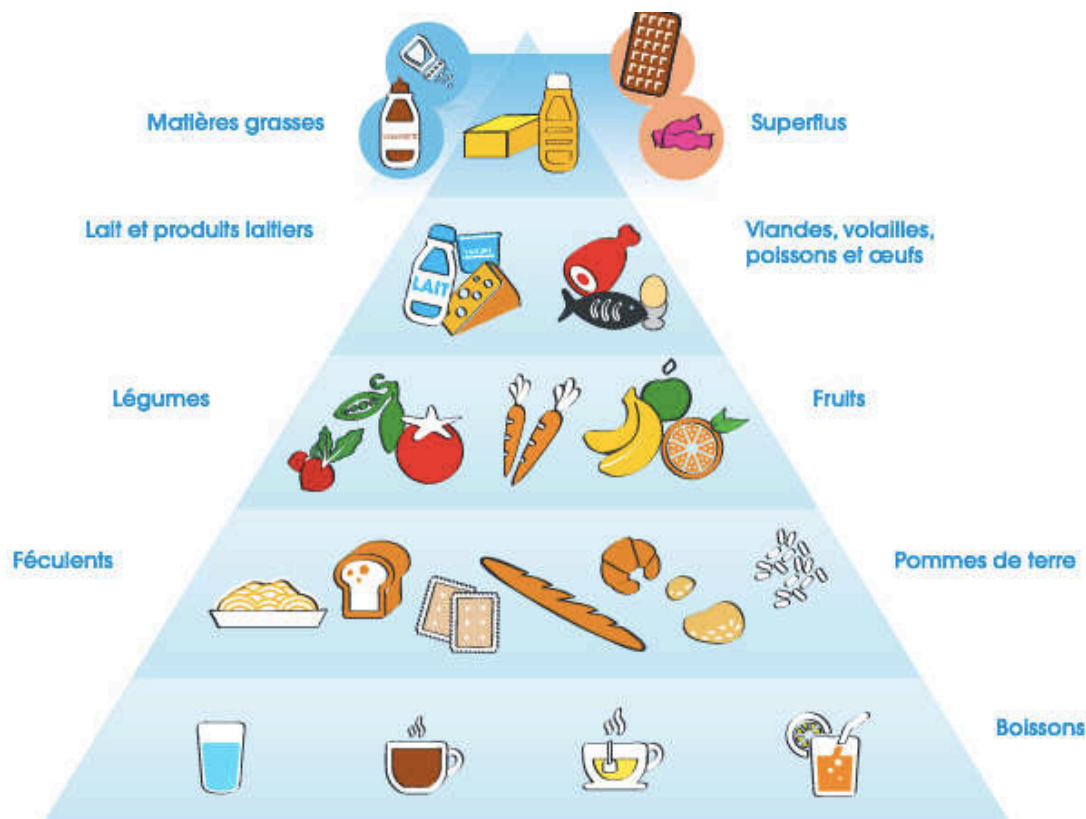 Matières grasses
Superflus
Lait et produits laitiers
Viandes, volailles,
poissons et œufs
LAIT
Légumes
Fruits
Féculents
Pommes de terre
Boissons